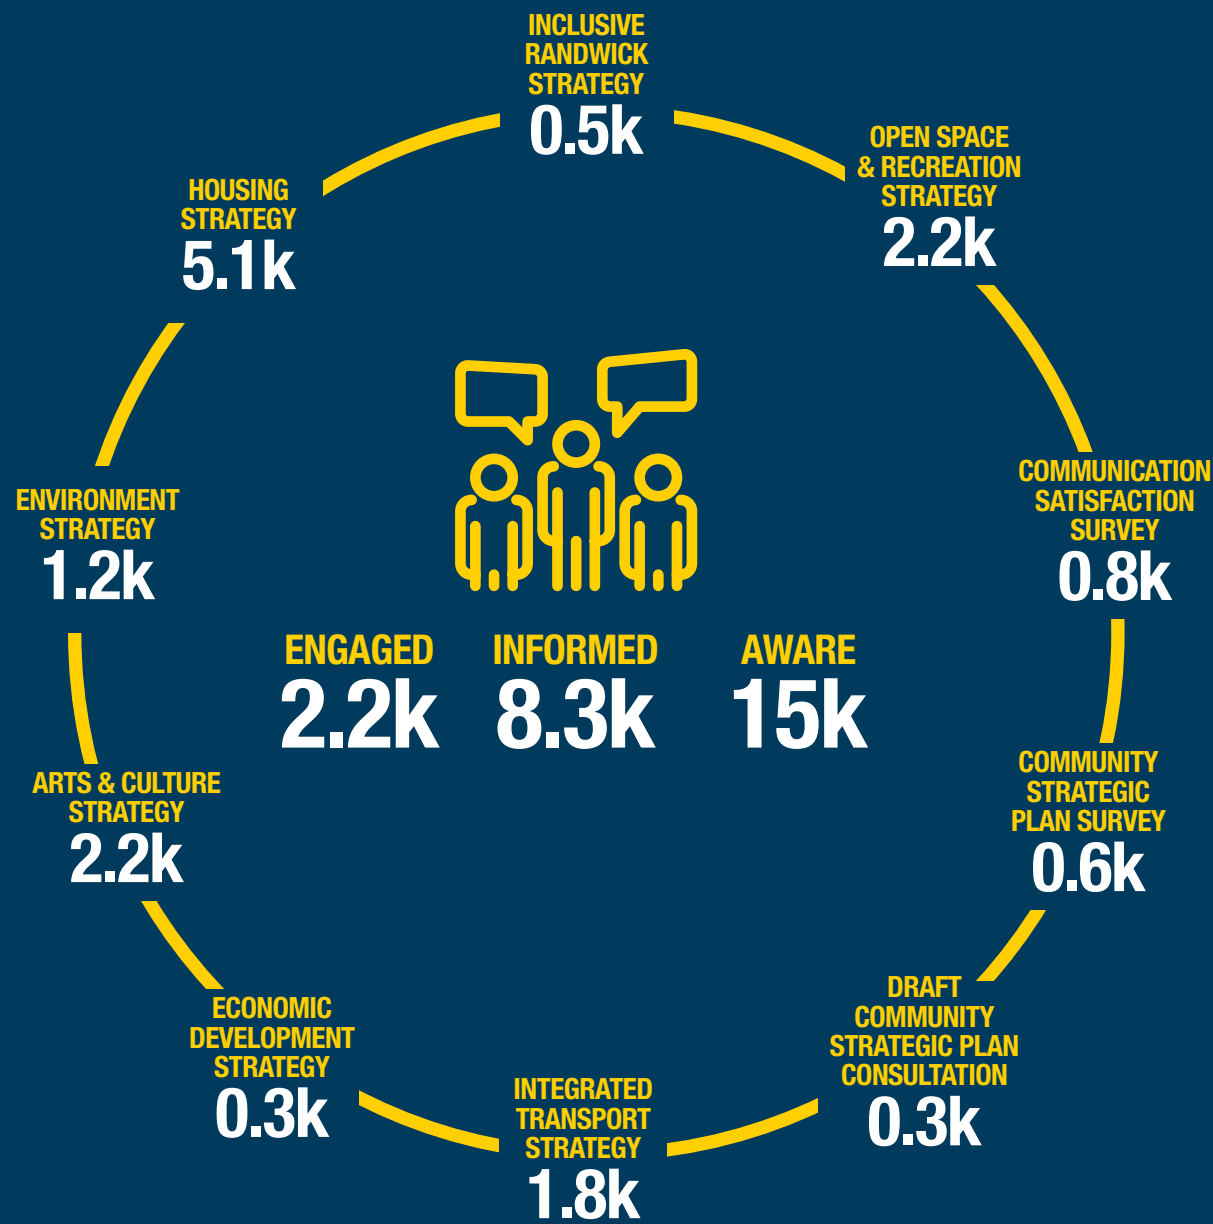 INCLUSIVE
RANDWICK
STRATEGY
0.5k
OPEN SPACE
& RECREATION
STRATEGY
2.2k
COMMUNICATION
SATISFACTION
SURVEY
0.8k
COMMUNITY
STRATEGIC
PLAN SURVEY
0.6k
DRAFT
COMMUNITY
STRATEGIC PLAN
CONSULTATION
0.3k
INTEGRATED
TRANSPORT
STRATEGY
1.8k
ECONOMIC
DEVELOPMENT
STRATEGY
0.3k
ARTS & CULTURE
STRATEGY
2.2k
ENVIRONMENT
STRATEGY
1.2k
HOUSING
STRATEGY
5.1k
ENGAGED
2.2k
INFORMED
8.3k
AWARE
15k